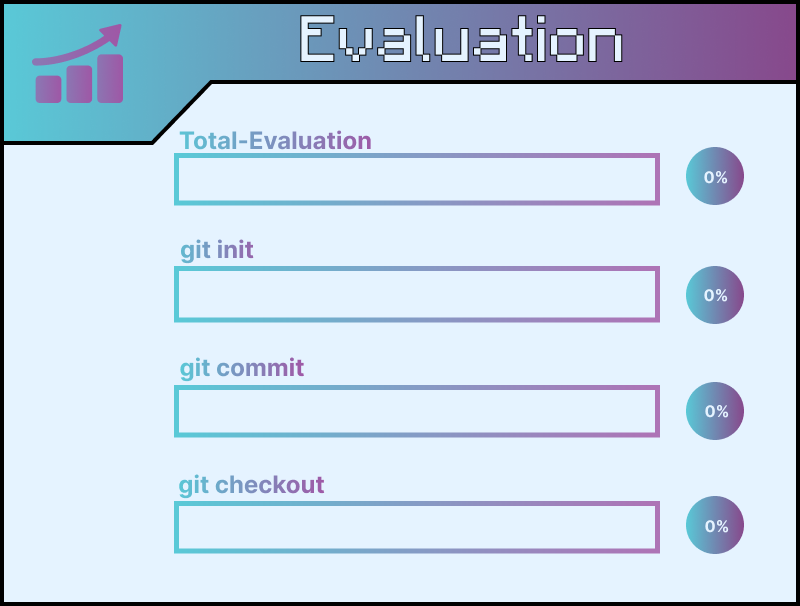 Evaluation
Total-Evaluation
0%
git init
0%
git commit
0%
git checkout
0%